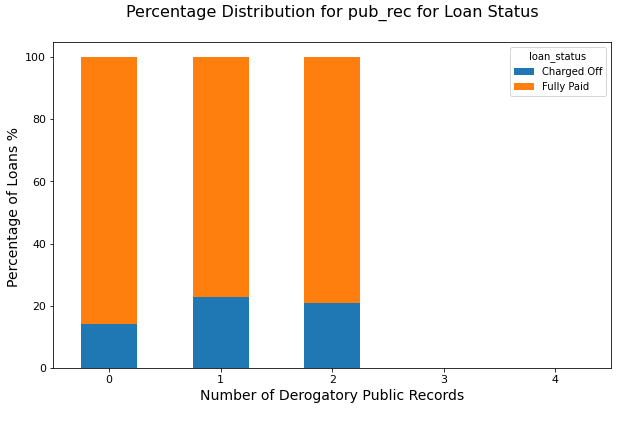 Percentage Distribution for pub_rec for Loan Status
loan_status
Charged Off
Fully Paid
100
80
60
40
20
0
Percentage of Loans %
0 1 2 3 4
Number of Derogatory Public Records